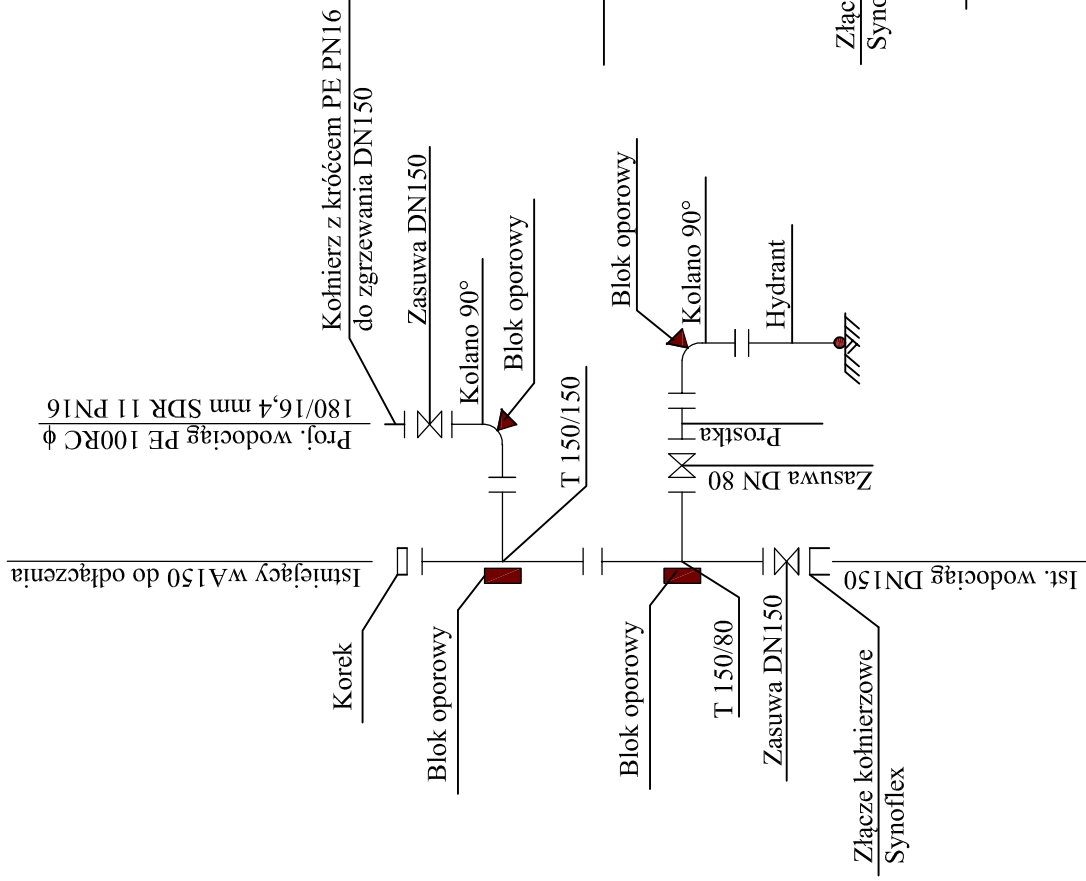 Kołnierz z króćcem PE PN16
do zgrzewania DN150
Zasuwa DN150
Kolano 90°
Blok oporowy
T 150/150
Proj. wodociąg PE 100RC ϕ
180/16,4 mm SDR 11 PN16
Istniejący wA150 do odłączenia
Korek
Blok oporowy
Blok oporowy
Kolano 90°
Hydrant
Prostka
Zasuwa DN 80
Ist. wodociąg DN150
Blok oporowy
T 150/80
Zasuwa DN150
Złącze kołnierzowe
Synoflex
Złąc
Syno